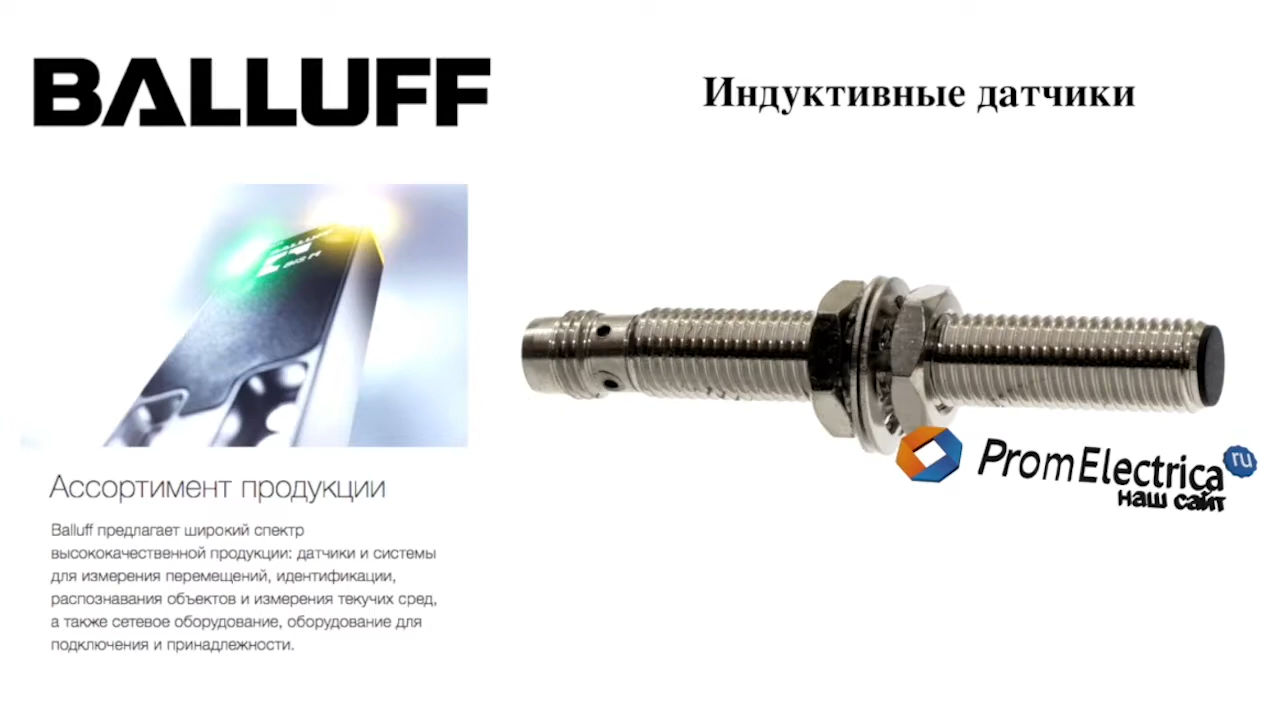 BALLUFF
Индуктивные датчики
BALLUFF
Ассортимент продукции
Balluff предлагает широкий спектр
высококачественной продукции: датчики и системы
для измерения перемещений, идентификации,
распознавания объектов и измерения текучих сред,
а также сетевое оборудование, оборудование для
подключения и принадлежности.
PromElectrica ru
наш сайт